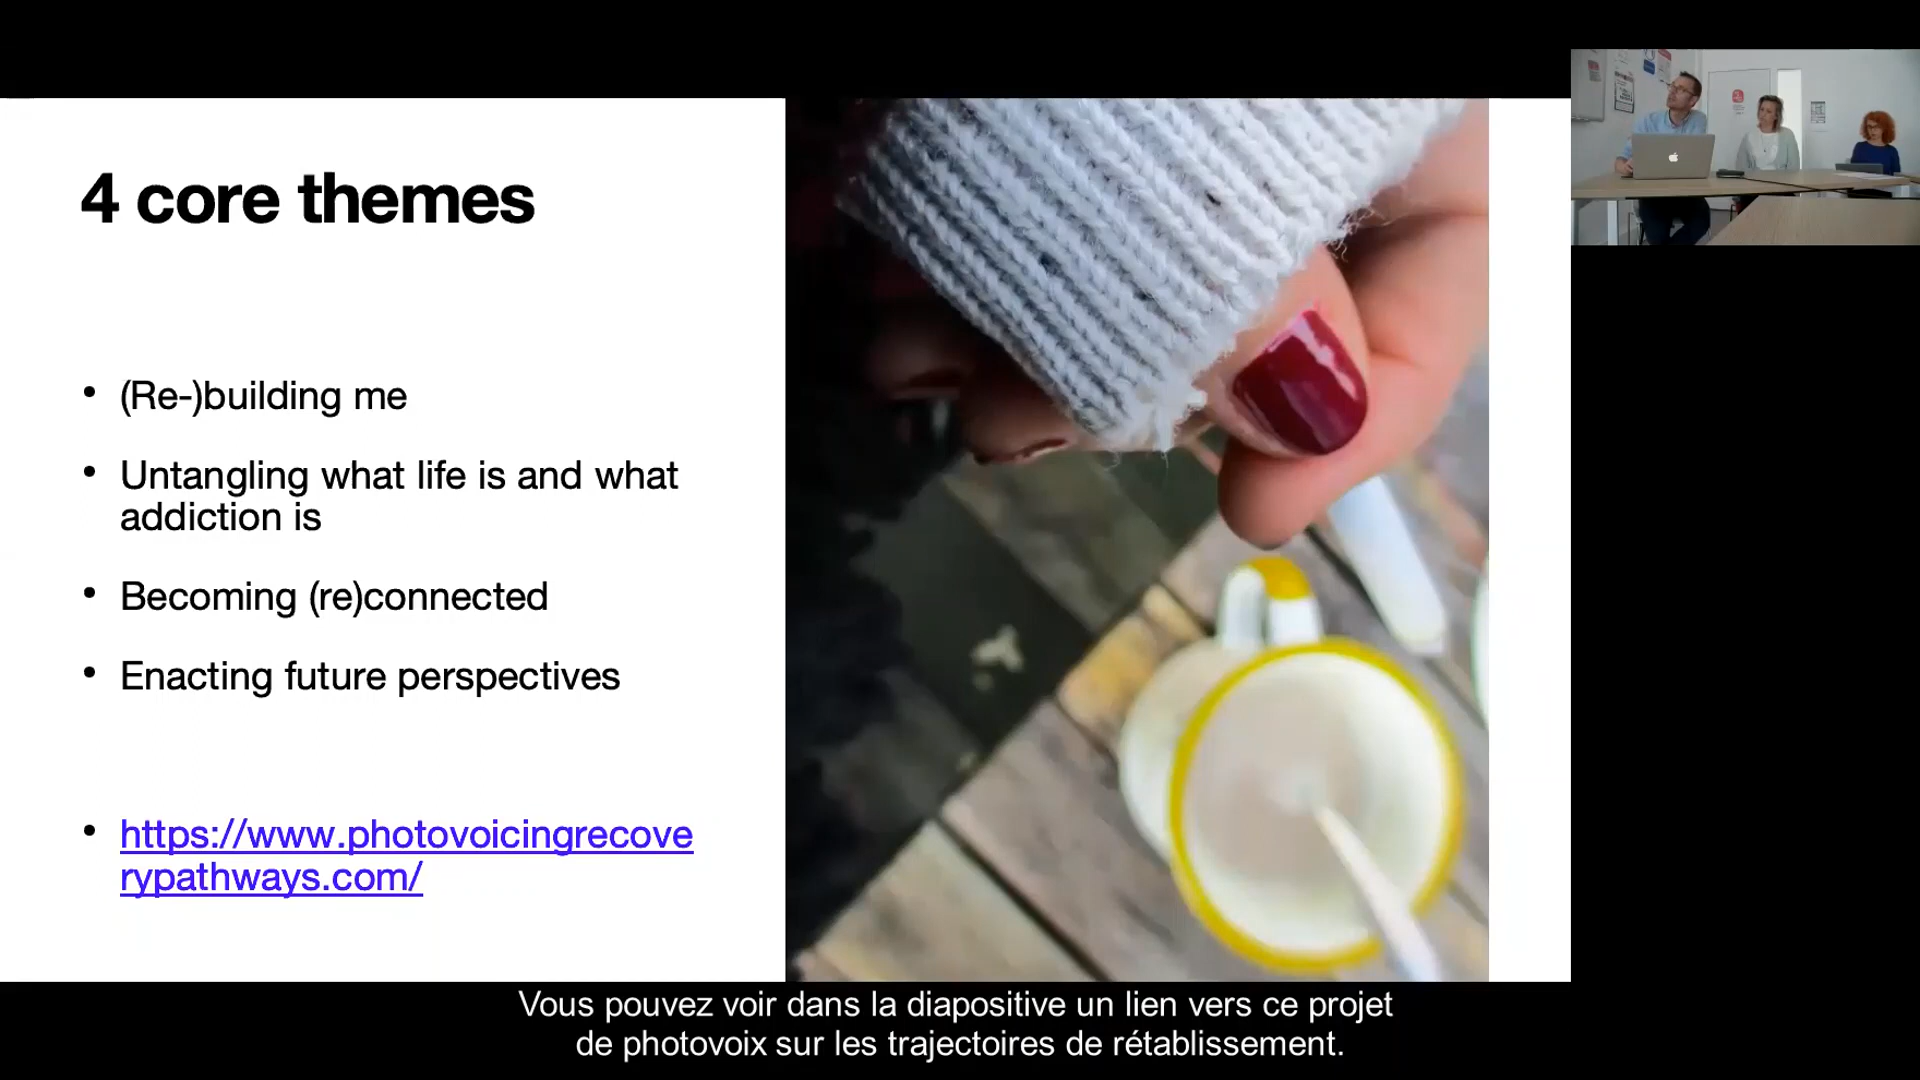 4 core themes
• (Re-)building me
• Untangling what life is and what
addiction is
• Becoming (re)connected
• Enacting future perspectives
• https://www.photovoicingrecove
rypathways.com/
Vous pouvez voir dans la diapositive un lien vers ce projet
de photovoix sur les trajectoires de rétablissement.